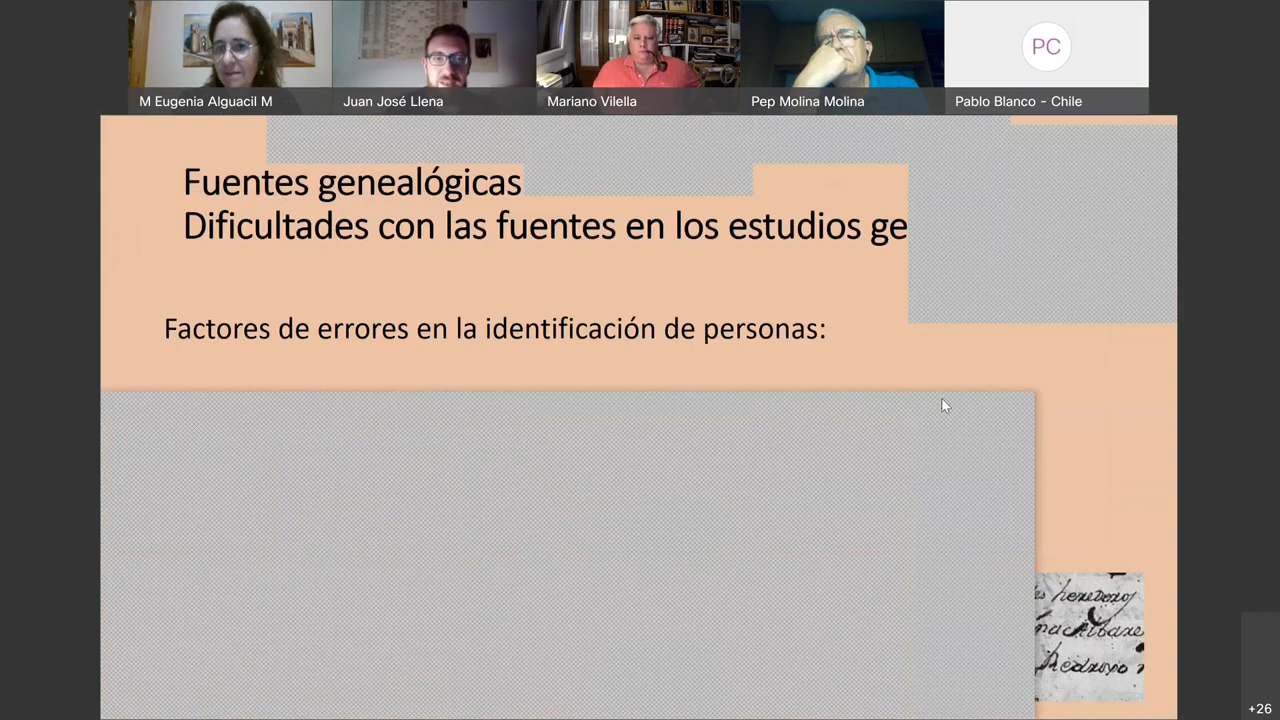 M Eugenia Alguacil M
Juan José Llena
Mariano Vilella
Pep Molina Molina
PC
Pablo Blanco - Chile
Fuentes genealógicas
Dificultades con las fuentes en los estudios ge
Factores de errores en la identificación de personas:
+26